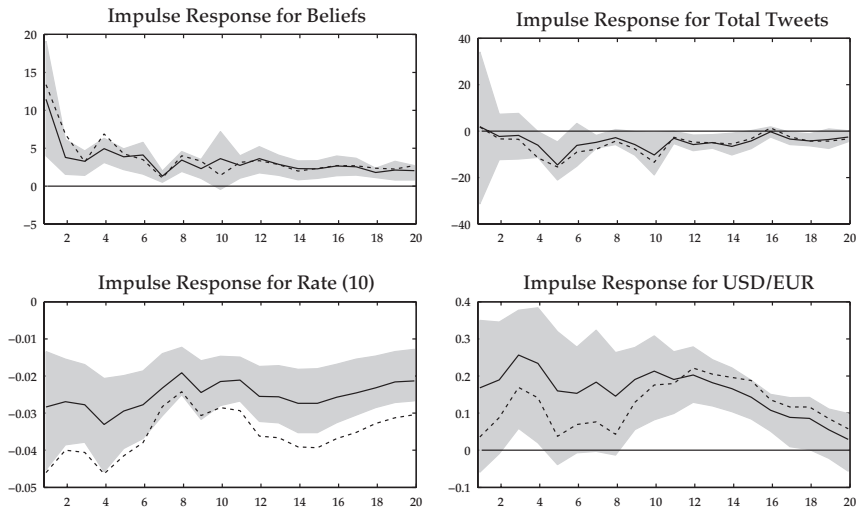 Impulse Response for Beliefs
20
15
10
5
0
−5
2 4 6 8 10 12 14 16 18 20
Impulse Response for Total Tweets
40
20
0
−20
−40
2 4 6 8 10 12 14 16 18 20
Impulse Response for Rate (10)
0
−0.01
−0.02
−0.03
−0.04
−0.05
2 4 6 8 10 12 14 16 18 20
Impulse Response for USD/EUR
0.4
0.3
0.2
0.1
0
−0.1
2 4 6 8 10 12 14 16 18 20